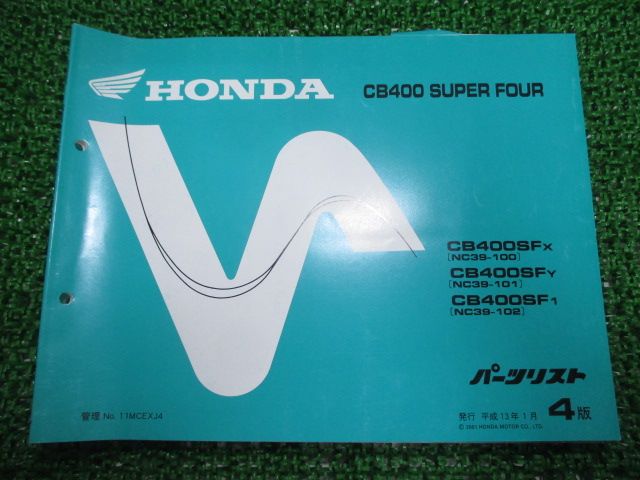 HONDA
CB400 SUPER FOUR
CB400SFX
[NC39-100]
CB400SFY
[NC39-101]
CB400SF1
[NC39-102]
パーツリスト
管理 No. 11MCEXJ4
発行 平成13年1月 4版
© 2001 HONDA MOTOR CO., LTD.